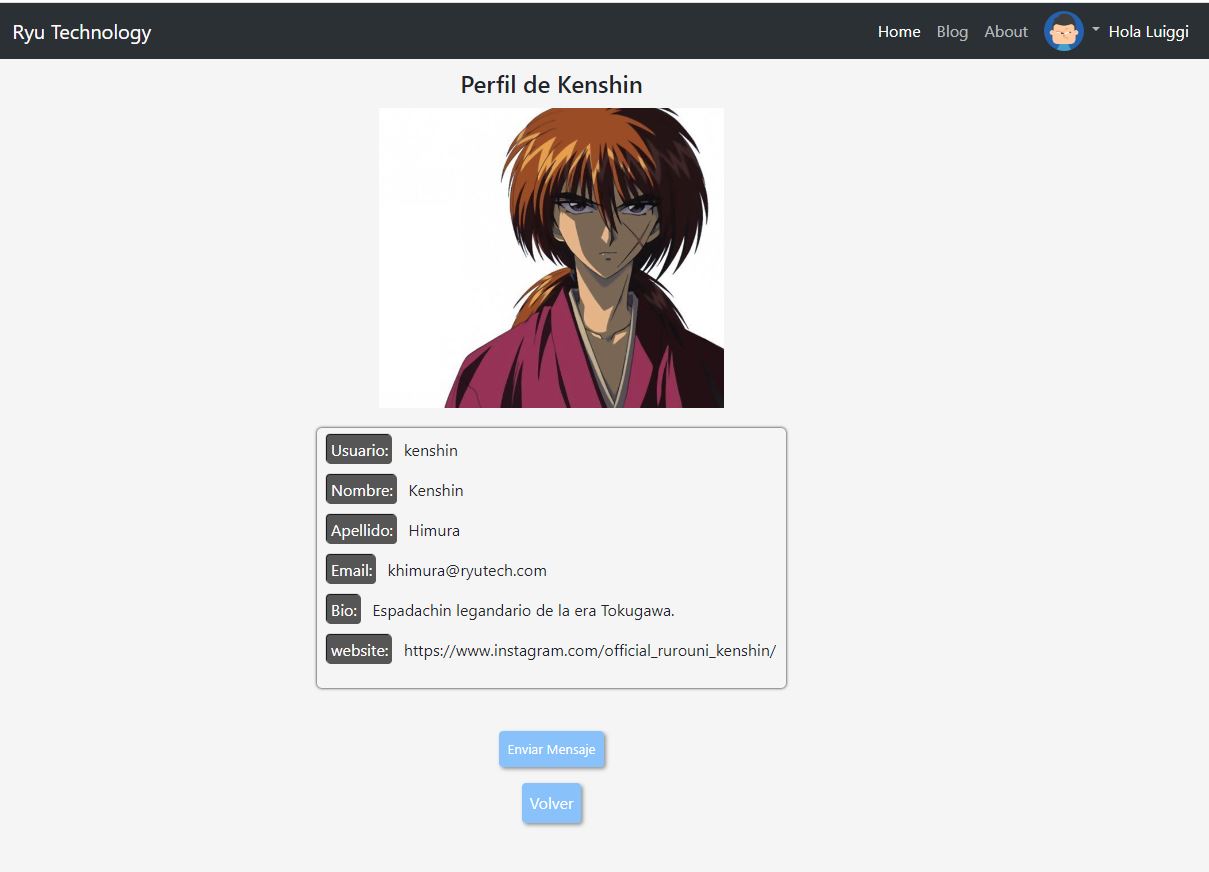 Ryu Technology Home Blog About Hola Luiggi
Perfil de Kenshin
Usuario: kenshin
Nombre: Kenshin
Apellido: Himura
Email: khimura@ryutech.com
Bio: Espadachin legandario de la era Tokugawa.
website: https://www.instagram.com/official_rurouni_kenshin/
Enviar Mensaje
Volver